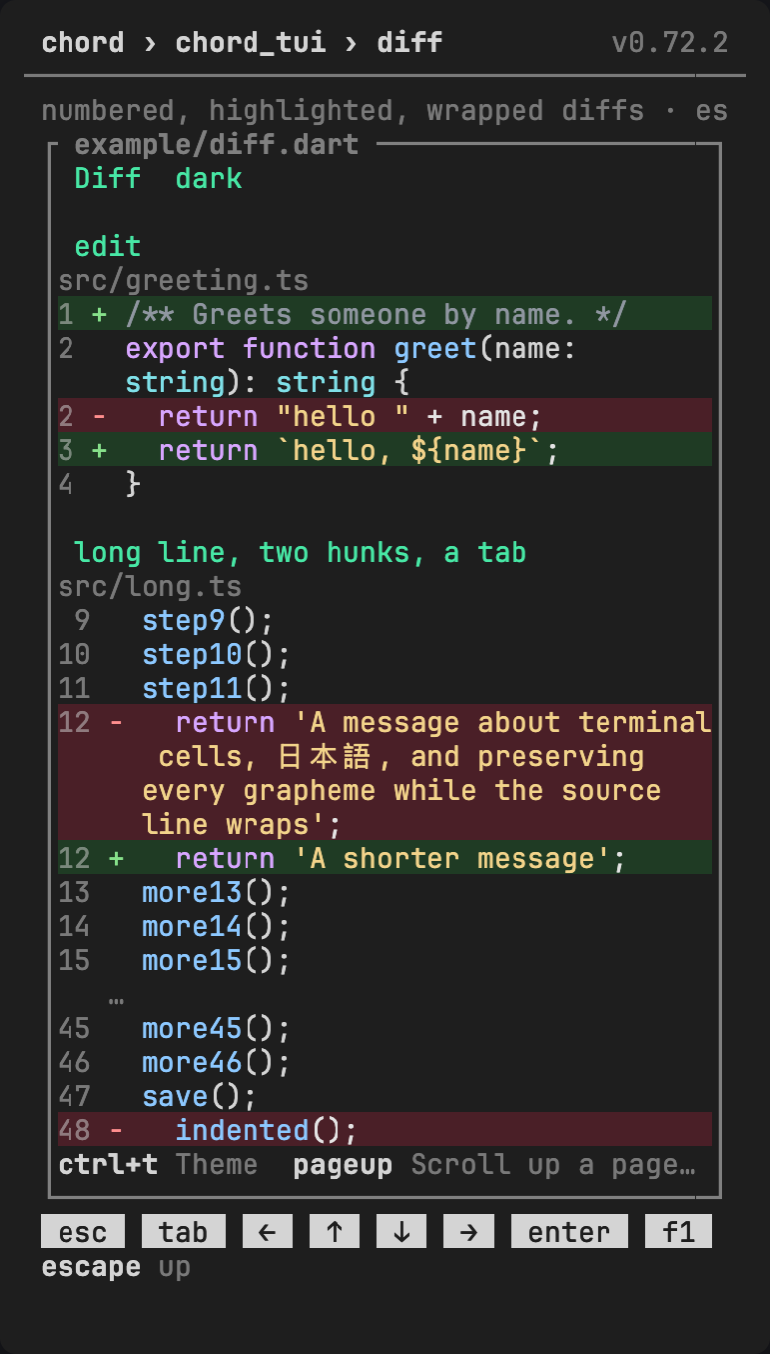 chord › chord_tui › diff v0.72.2
numbered, highlighted, wrapped diffs · es
example/diff.dart
Diff dark
edit
src/greeting.ts
1 + /** Greets someone by name. */
2 export function greet(name:
string): string {
2 - return "hello " + name;
3 + return `hello, ${name}`;
4 }
long line, two hunks, a tab
src/long.ts
9 step9();
10 step10();
11 step11();
12 - return 'A message about terminal
cells, 日本語, and preserving
every grapheme while the source
line wraps';
12 + return 'A shorter message';
13 more13();
14 more14();
15 more15();
…
45 more45();
46 more46();
47 save();
48 - indented();
ctrl+t Theme pageup Scroll up a page…
esc tab ← ↑ ↓ → enter f1
escape up